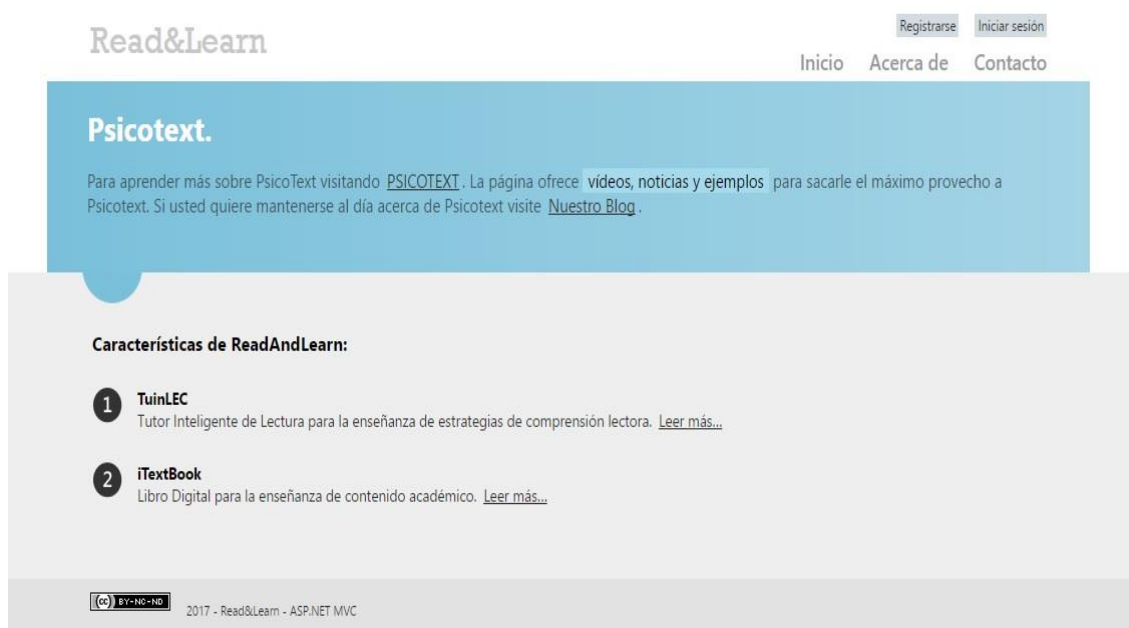 Read&Learn
Registrarse Iniciar sesión
Inicio Acerca de Contacto
Psicotext.
Para aprender más sobre PsicoText visitando PSICOTEXT. La página ofrece vídeos, noticias y ejemplos para sacarle el máximo provecho a
Psicotext. Si usted quiere mantenerse al día acerca de Psicotext visite Nuestro Blog.
Características de ReadAndLearn:
1 TuinLEC
Tutor Inteligente de Lectura para la enseñanza de estrategias de comprensión lectora. Leer más...
2 iTextBook
Libro Digital para la enseñanza de contenido académico. Leer más...
(cc) BY-NC-ND 2017 - Read&Learn - ASP.NET MVC